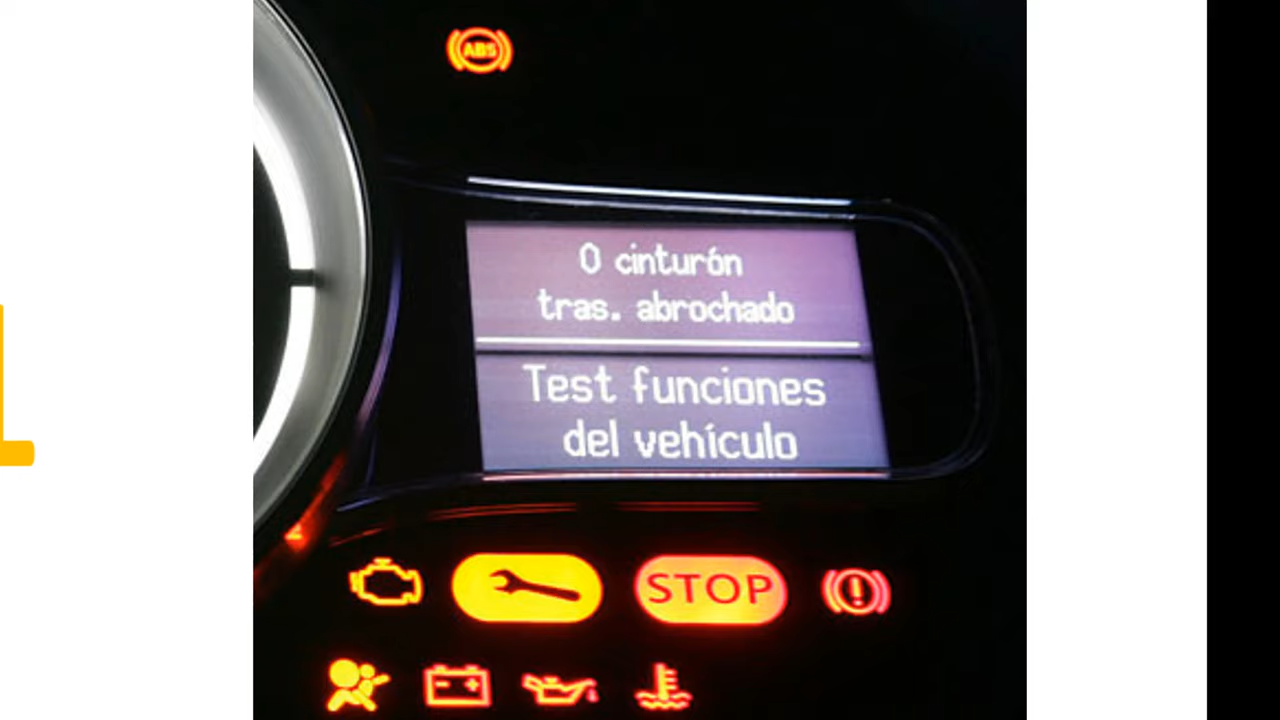 ABS
0 cinturón
tras. abrochado
Test funciones
del vehículo
STOP